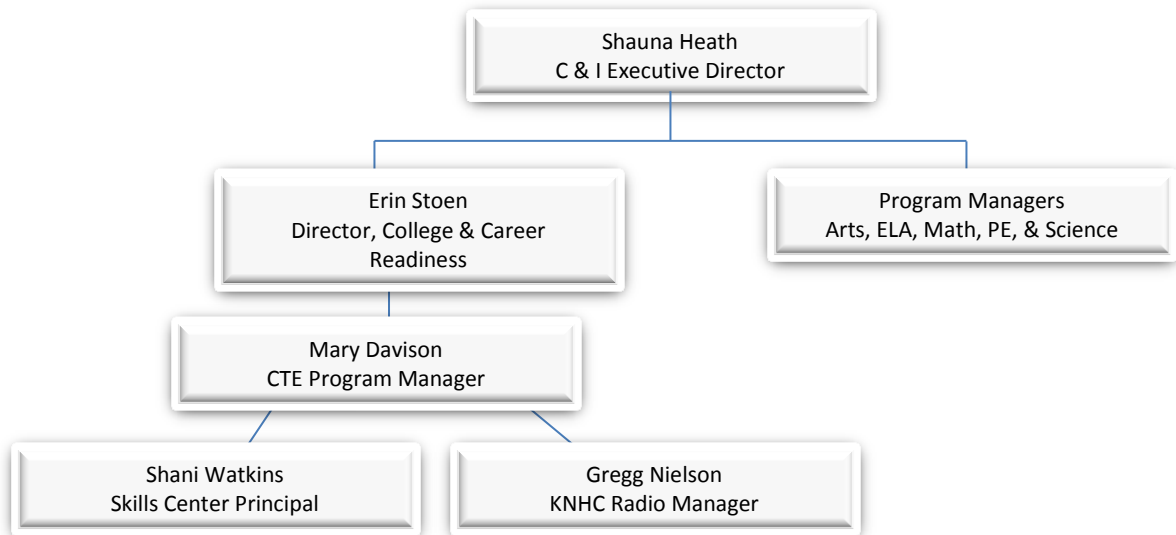 Shauna Heath
C & I Executive Director
Erin Stoen
Director, College & Career
Readiness
Program Managers
Arts, ELA, Math, PE, & Science
Mary Davison
CTE Program Manager
Shani Watkins
Skills Center Principal
Gregg Nielson
KNHC Radio Manager